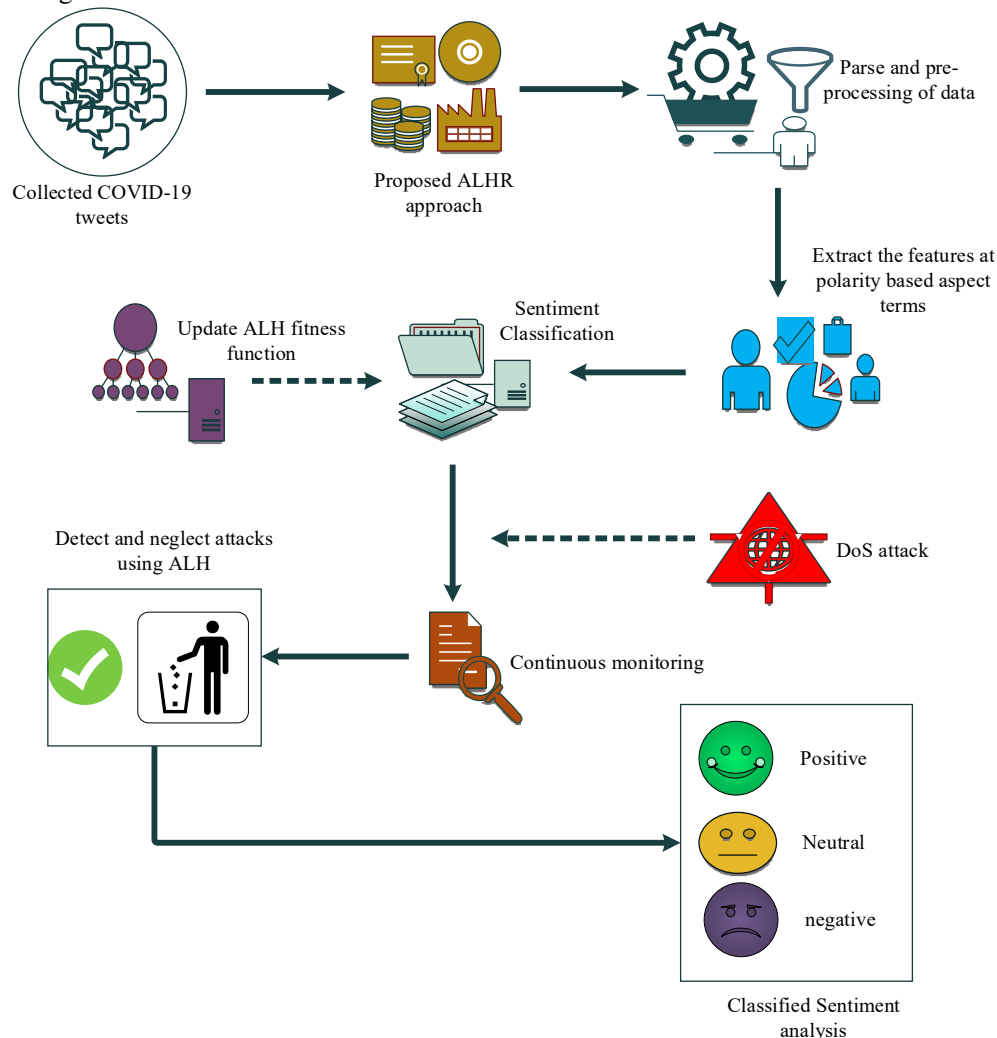 Collected COVID-19
tweets
Proposed ALHR
approach
Parse and pre-
processing of data
Extract the features at
polarity based aspect
terms
Sentiment
Classification
Update ALH fitness
function
Detect and neglect attacks
using ALH
DoS attack
Continuous monitoring
Positive
Neutral
negative
Classified Sentiment
analysis